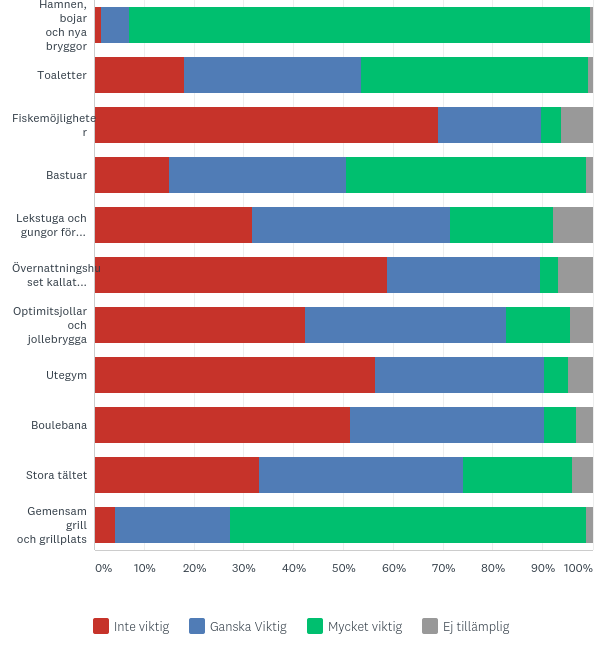 Hamnen,
bojar
och nya
bryggor
Toaletter
Fiskemöjlighete
r
Bastuar
Lekstuga och
gungor för...
Övernattningshu
set kallat...
Optimitsjollar
och
jollebrygga
Utegym
Boulebana
Stora tältet
Gemensam
grill
och grillplats
0% 10% 20% 30% 40% 50% 60% 70% 80% 90% 100%
Inte viktig Ganska Viktig Mycket viktig Ej tillämplig